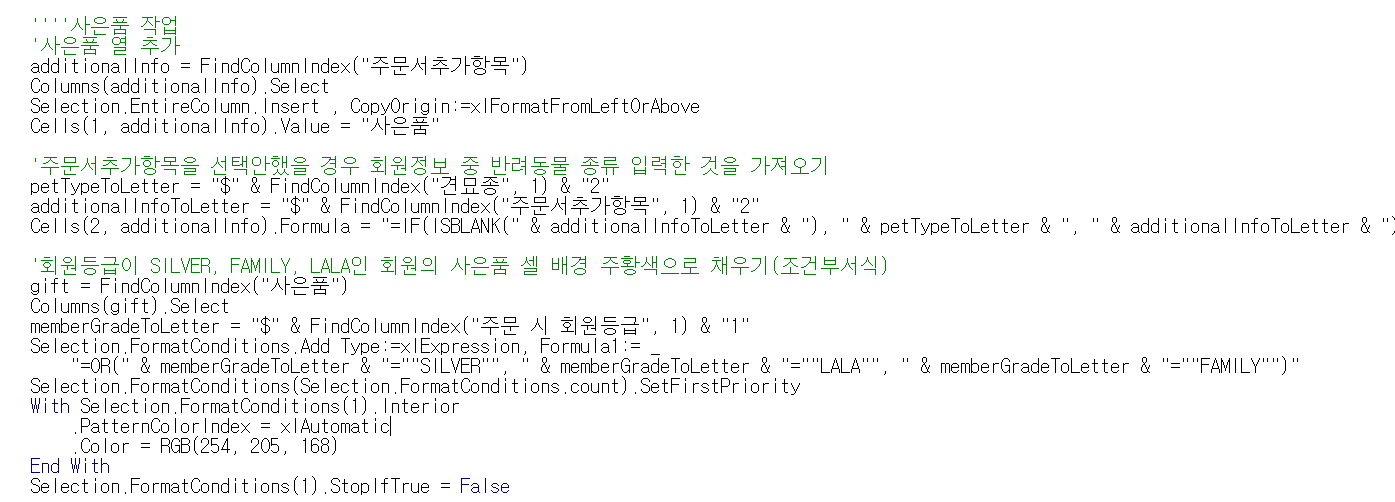 ''''사은품 작업
'사은품 열 추가
additionalInfo = FindColumnIndex("주문서추가항목")
Columns(additionalInfo).Select
Selection.EntireColumn.Insert , CopyOrigin:=xlFormatFromLeftOrAbove
Cells(1, additionalInfo).Value = "사은품"
'주문서추가항목을 선택안했을 경우 회원정보 중 반려동물 종류 입력한 것을 가져오기
petTypeToLetter = "$" & FindColumnIndex("견묘종", 1) & "2"
additionalInfoToLetter = "$" & FindColumnIndex("주문서추가항목", 1) & "2"
Cells(2, additionalInfo).Formula = "=IF(ISBLANK(" & additionalInfoToLetter & "), " & petTypeToLetter & ", " & additionalInfoToLetter & ")
'회원등급이 SILVER, FAMILY, LALA인 회원의 사은품 셀 배경 주황색으로 채우기(조건부서식)
gift = FindColumnIndex("사은품")
Columns(gift).Select
memberGradeToLetter = "$" & FindColumnIndex("주문 시 회원등급", 1) & "1"
Selection.FormatConditions.Add Type:=xlExpression, Formula1:= _
"=OR(" & memberGradeToLetter & "=""SILVER"", " & memberGradeToLetter & "=""LALA"", " & memberGradeToLetter & "=""FAMILY"")"
Selection.FormatConditions(Selection.FormatConditions.count).SetFirstPriority
With Selection.FormatConditions(1).Interior
.PatternColorIndex = xlAutomatic
.Color = RGB(254, 205, 168)
End With
Selection.FormatConditions(1).StopIfTrue = False